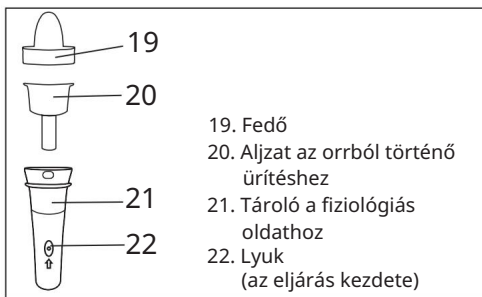 19
20
21
22
19. Fedő
20. Aljzat az orrból történő
ürítéshez
21. Tároló a fiziológiás
oldathoz
22. Lyuk
(az eljárás kezdete)